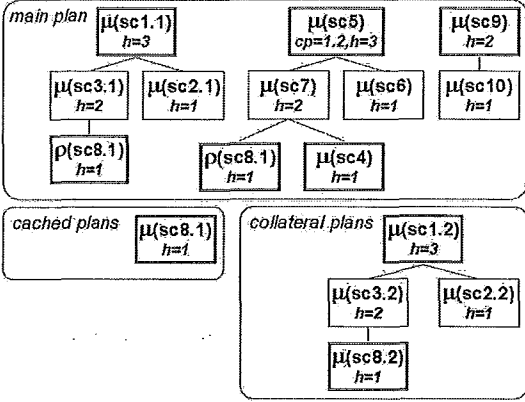 main plan
μ(sc1.1)
h=3
μ(sc5)
cp=1.2,h=3
μ(sc9)
h=2
μ(sc3.1)
h=2
μ(sc2.1)
h=1
μ(sc7)
h=2
μ(sc6)
h=1
μ(sc10)
h=1
ρ(sc8.1)
h=1
ρ(sc8.1)
h=1
μ(sc4)
h=1
cached plans
μ(sc8.1)
h=1
collateral plans
μ(sc1.2)
h=3
μ(sc3.2)
h=2
μ(sc2.2)
h=1
μ(sc8.2)
h=1